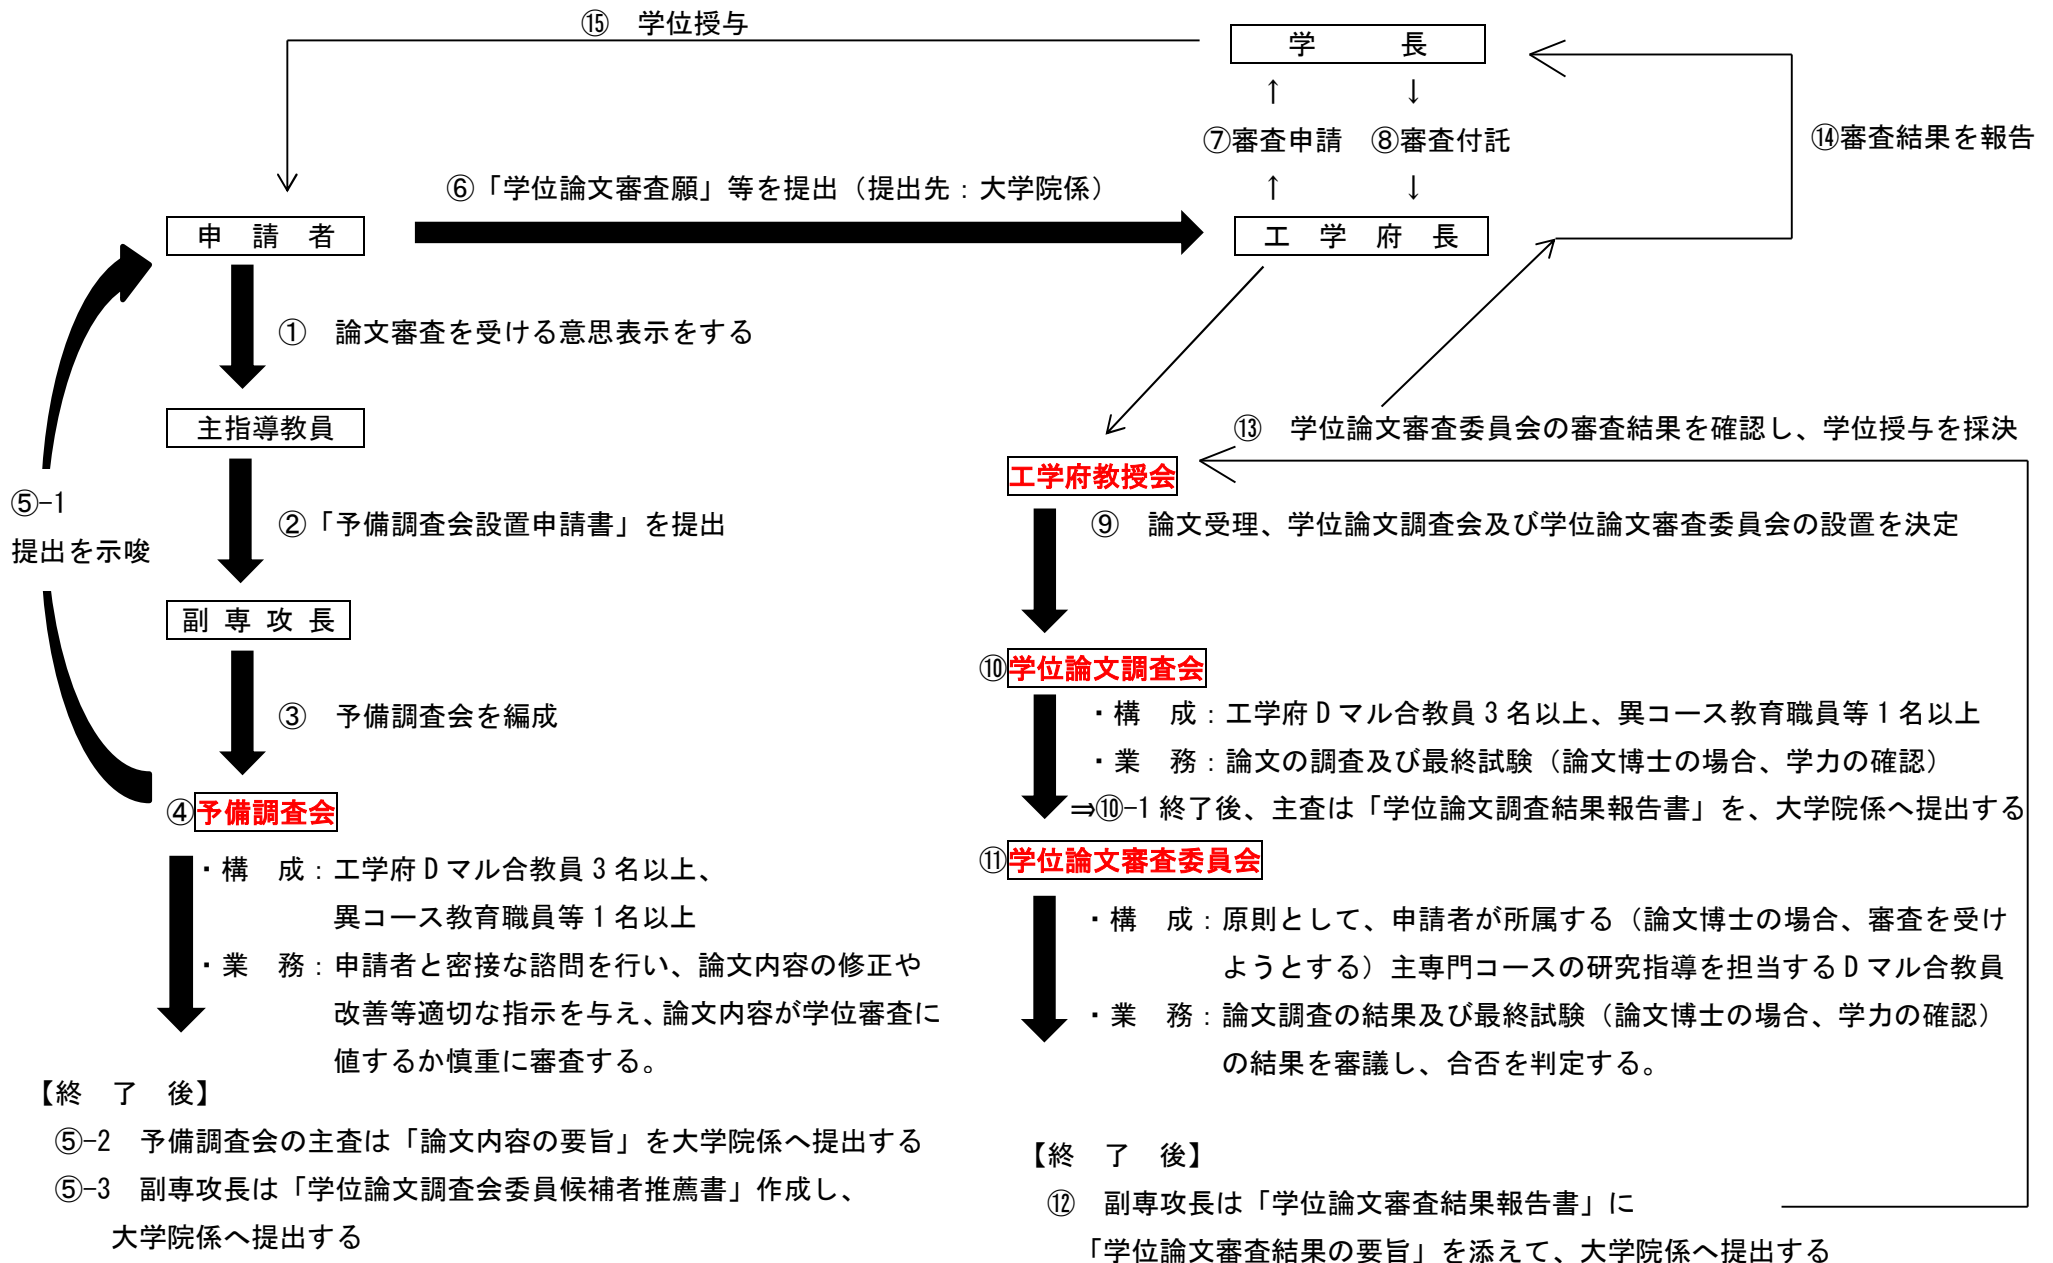 ⑮　学位授与
学　　　長
↑　↓
⑦審査申請　⑧審査付託
⑭審査結果を報告
↑　↓
⑥「学位論文審査願」等を提出（提出先：大学院係）
申　請　者
工　学　府　長
①　論文審査を受ける意思表示をする
主指導教員
⑬　学位論文審査委員会の審査結果を確認し、学位授与を採決
工学府教授会
⑤-1
提出を示唆
②「予備調査会設置申請書」を提出
⑨　論文受理、学位論文調査会及び学位論文審査委員会の設置を決定
副 専 攻 長
⑩学位論文調査会
③　予備調査会を編成
・構　成：工学府Ｄマル合教員３名以上、異コース教育職員等１名以上
・業　務：論文の調査及び最終試験（論文博士の場合、学力の確認）
⇒⑩-1 終了後、主査は「学位論文調査結果報告書」を、大学院係へ提出する
④予備調査会
・構　成：工学府Ｄマル合教員３名以上、
異コース教育職員等１名以上
・業　務：申請者と密接な諮問を行い、論文内容の修正や
改善等適切な指示を与え、論文内容が学位審査に
値するか慎重に審査する。
⑪学位論文審査委員会
・構　成：原則として、申請者が所属する（論文博士の場合、審査を受け
ようとする）主専門コースの研究指導を担当するＤマル合教員
・業　務：論文調査の結果及び最終試験（論文博士の場合、学力の確認）
の結果を審議し、合否を判定する。
【終　了　後】
⑤-2　予備調査会の主査は「論文内容の要旨」を大学院係へ提出する
⑤-3　副専攻長は「学位論文調査会委員候補者推薦書」作成し、
大学院係へ提出する
【終　了　後】
⑫　副専攻長は「学位論文審査結果報告書」に
「学位論文審査結果の要旨」を添えて、大学院係へ提出する